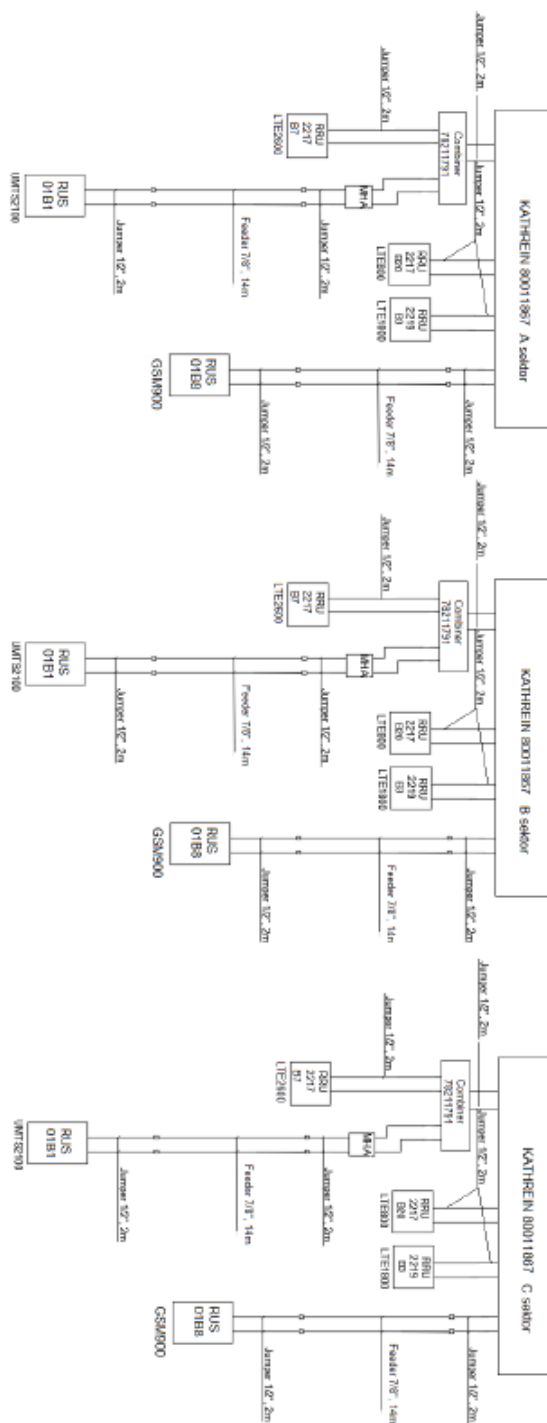 KATHREIN 80011867 A sektor
Jumper 1/2", 2m
Jumper 1/2", 2m
Combiner
78211791
Jumper 1/2", 2m
RRU
2217
B7
LTE2600
MHA
RRU
2217
B20
LTE800
RRU
2219
B3
LTE1800
Jumper 1/2", 2m
Feeder 7/8", 14m
Jumper 1/2", 2m
RUS
01B1
UMTS2100
Jumper 1/2", 2m
Feeder 7/8", 14m
Jumper 1/2", 2m
RUS
01B8
GSM900
KATHREIN 80011867 B sektor
Jumper 1/2", 2m
Jumper 1/2", 2m
Combiner
78211791
Jumper 1/2", 2m
RRU
2217
B7
LTE2600
MHA
RRU
2217
B20
LTE800
RRU
2219
B3
LTE1800
Jumper 1/2", 2m
Feeder 7/8", 14m
Jumper 1/2", 2m
RUS
01B1
UMTS2100
Jumper 1/2", 2m
Feeder 7/8", 14m
Jumper 1/2", 2m
RUS
01B8
GSM900
KATHREIN 80011867 C sektor
Jumper 1/2", 2m
Jumper 1/2", 2m
Combiner
78211791
Jumper 1/2", 2m
RRU
2217
B7
LTE2600
MHA
RRU
2217
B20
LTE800
RRU
2219
B3
LTE1800
Jumper 1/2", 2m
Feeder 7/8", 14m
Jumper 1/2", 2m
RUS
01B1
UMTS2100
Jumper 1/2", 2m
Feeder 7/8", 14m
Jumper 1/2", 2m
RUS
01B8
GSM900